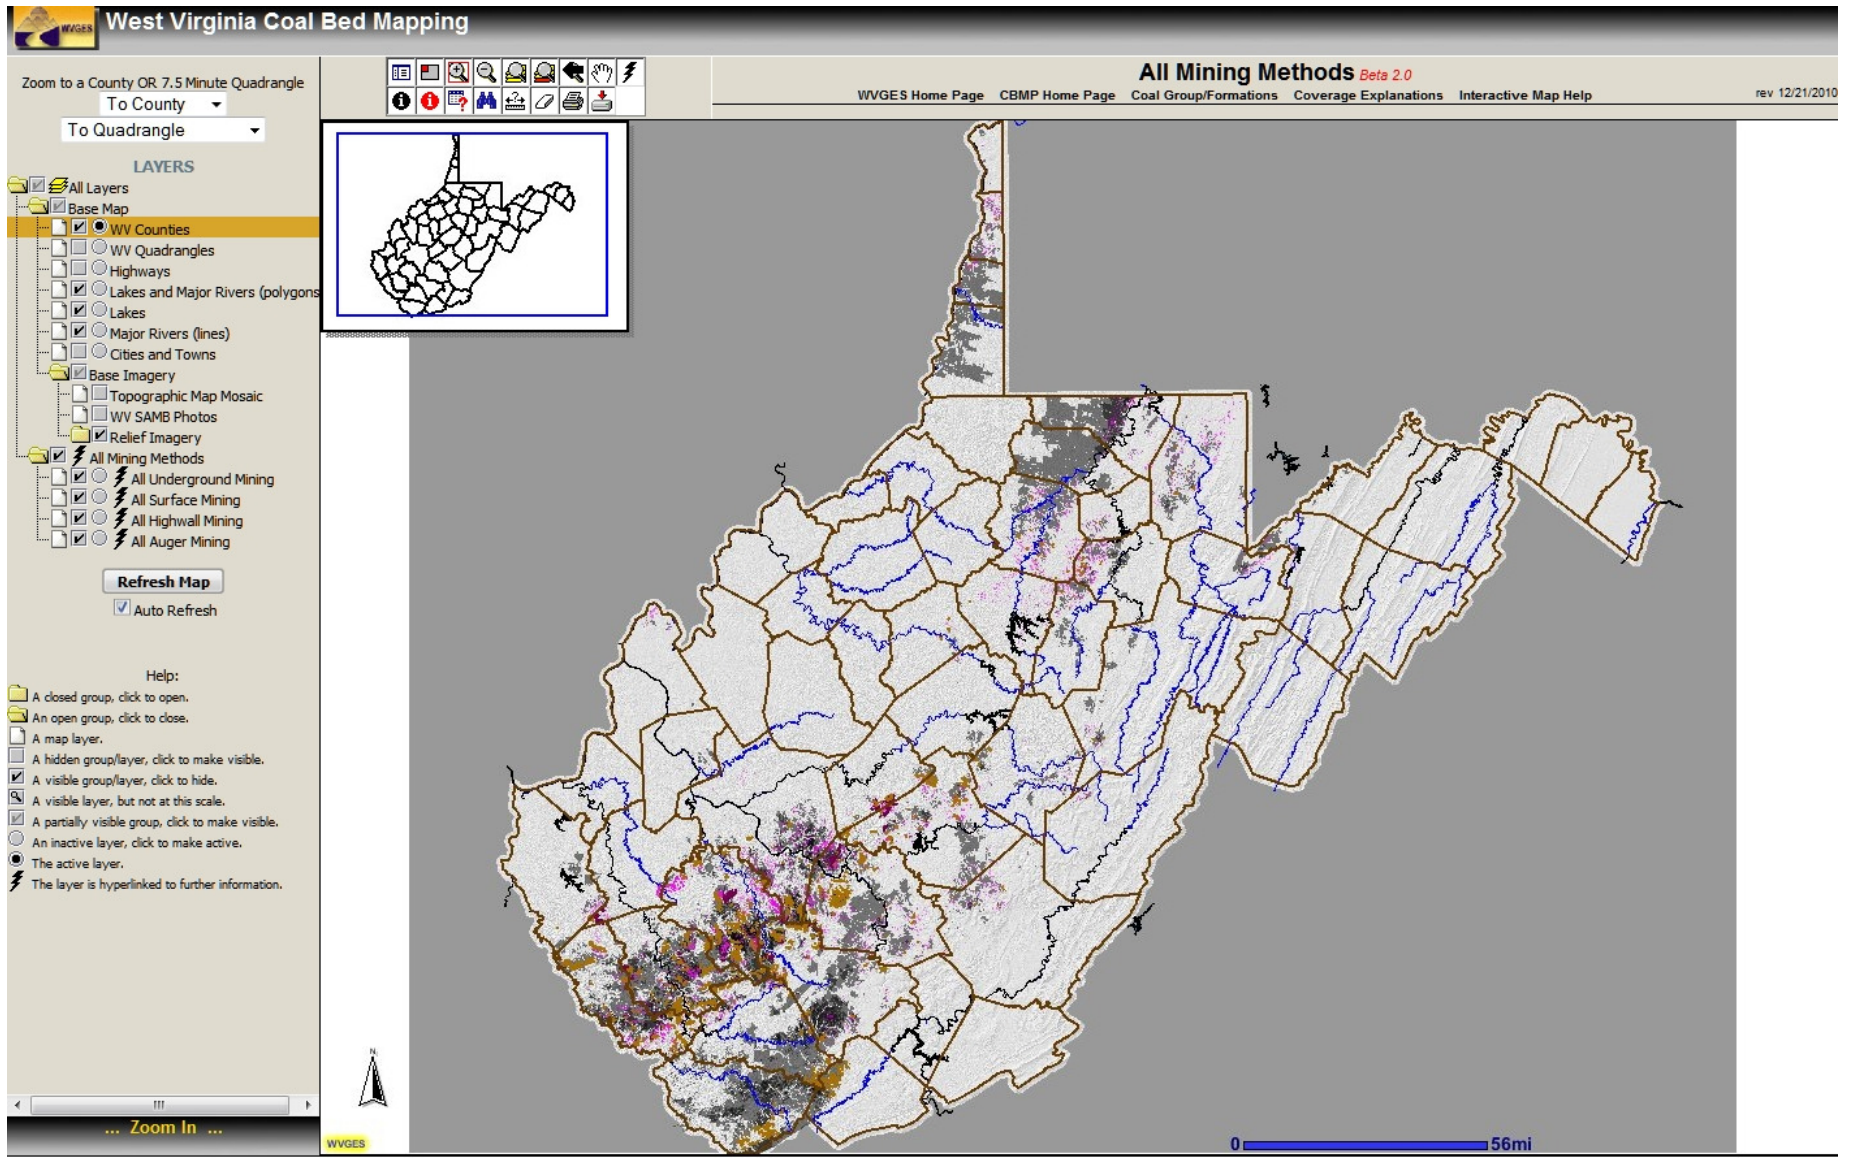 WVGES
West Virginia Coal Bed Mapping
Zoom to a County OR 7.5 Minute Quadrangle
To County
To Quadrangle
LAYERS
All Layers
Base Map
WV Counties
WV Quadrangles
Highways
Lakes and Major Rivers (polygons
Lakes
Major Rivers (lines)
Cities and Towns
Base Imagery
Topographic Map Mosaic
WV SAMB Photos
Relief Imagery
All Mining Methods
All Underground Mining
All Surface Mining
All Highwall Mining
All Auger Mining
Refresh Map
Auto Refresh
Help:
A closed group, click to open.
An open group, click to close.
A map layer.
A hidden group/layer, click to make visible.
A visible group/layer, click to hide.
A visible layer, but not at this scale.
A partially visible group, click to make visible.
An inactive layer, click to make active.
The active layer.
The layer is hyperlinked to further information.
... Zoom In ...
All Mining Methods Beta 2.0
WVGES Home Page CBMP Home Page Coal Group/Formations Coverage Explanations Interactive Map Help
rev 12/21/2010
N
WVGES
0 56mi